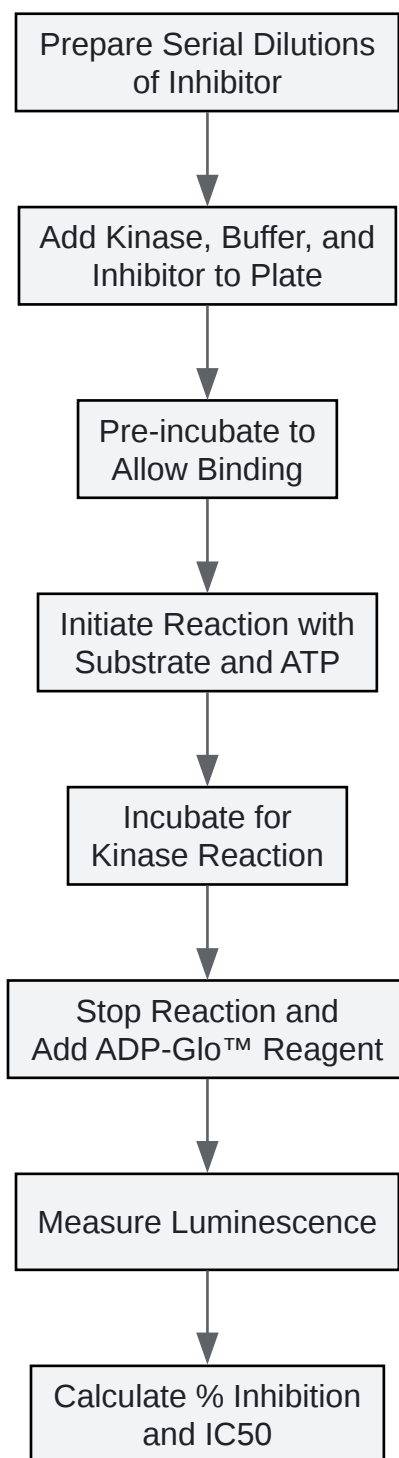 Prepare Serial Dilutions
of Inhibitor
Add Kinase, Buffer, and
Inhibitor to Plate
Pre-incubate to
Allow Binding
Initiate Reaction with
Substrate and ATP
Incubate for
Kinase Reaction
Stop Reaction and
Add ADP-Glo™ Reagent
Measure Luminescence
Calculate % Inhibition
and IC50